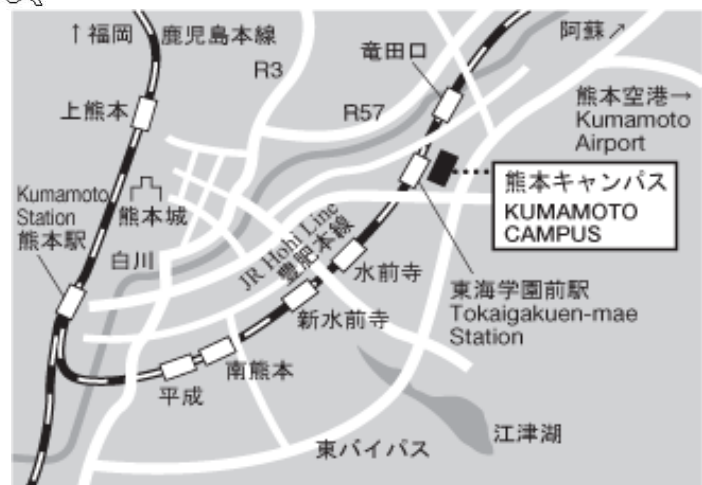 ↑福岡
鹿児島本線
阿蘇↗
竜田口
R3
熊本空港→
Kumamoto
Airport
上熊本
R57
熊本キャンパス
KUMAMOTO
CAMPUS
Kumamoto
Station
熊本駅
熊本城
白川
JR Hohi Line
豊肥本線
水前寺
東海学園前駅
Tokaigakuen-mae
Station
新水前寺
南熊本
平成
江津湖
東バイパス